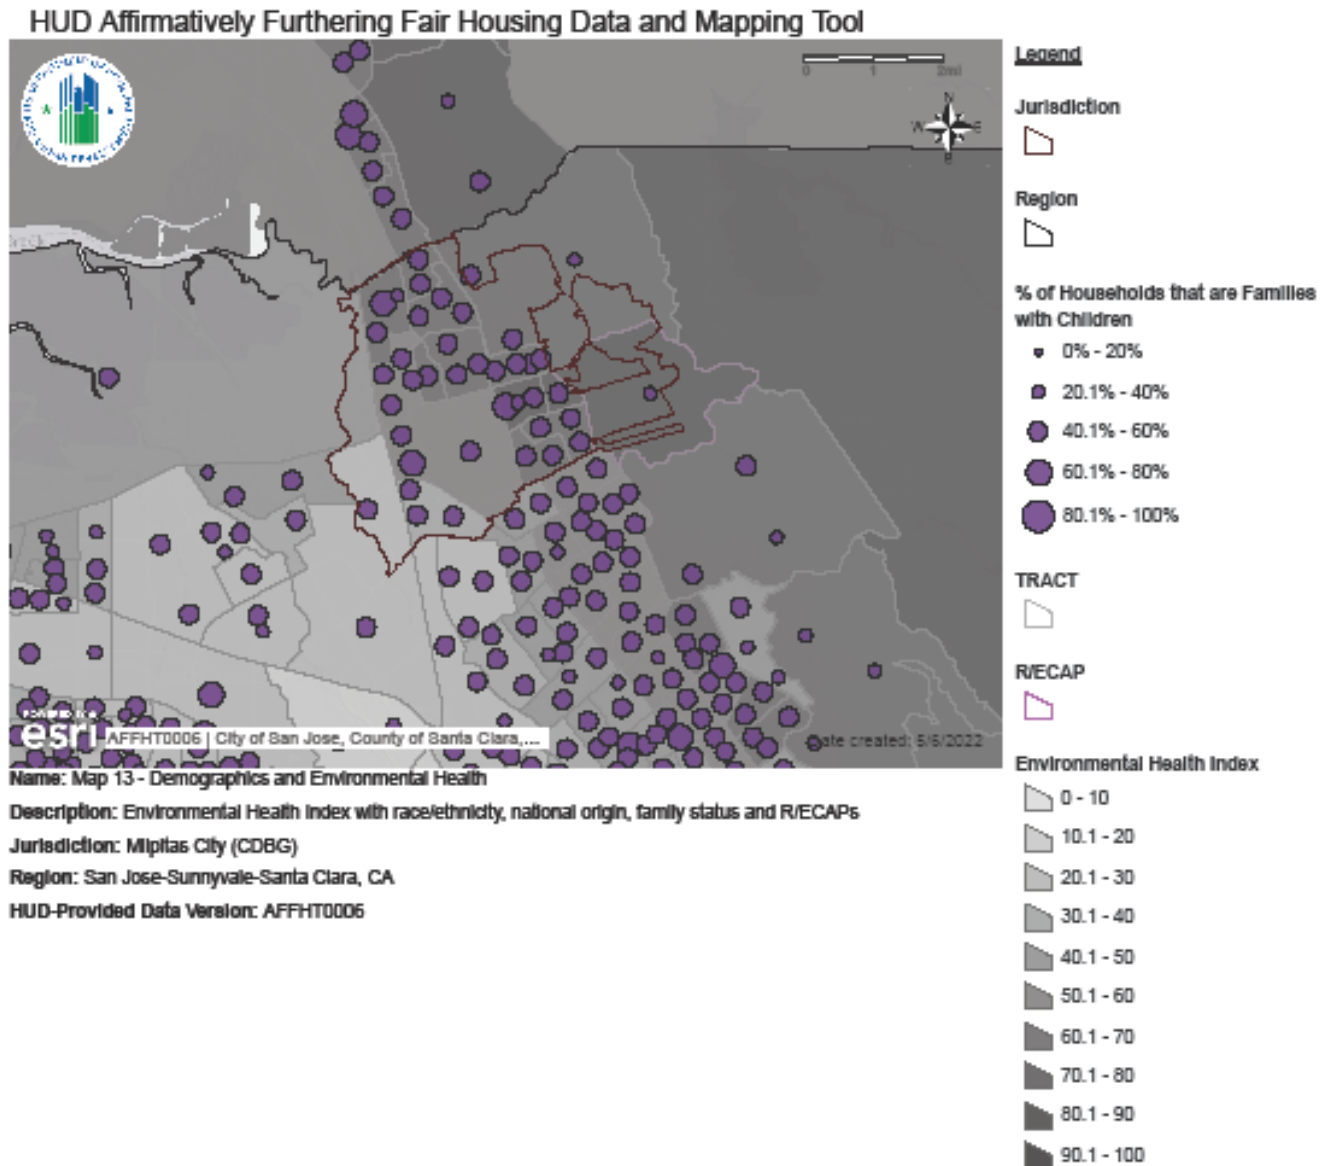 HUD Affirmatively Furthering Fair Housing Data and Mapping Tool
0 1 2mi
N
W E
S
Legend
Jurisdiction
Region
% of Households that are Families
with Children
0% - 20%
20.1% - 40%
40.1% - 60%
60.1% - 80%
80.1% - 100%
TRACT
R/ECAP
Environmental Health Index
0 - 10
10.1 - 20
20.1 - 30
30.1 - 40
40.1 - 50
50.1 - 60
60.1 - 70
70.1 - 80
80.1 - 90
90.1 - 100
POWERED BY
esri
AFFHT0006 | City of San Jose, County of Santa Clara,...
Date created: 5/6/2022
Name: Map 13 - Demographics and Environmental Health
Description: Environmental Health Index with race/ethnicity, national origin, family status and R/ECAPs
Jurisdiction: Milpitas City (CDBG)
Region: San Jose-Sunnyvale-Santa Clara, CA
HUD-Provided Data Version: AFFHT0006